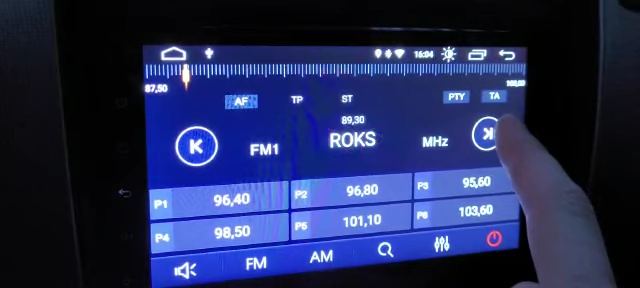 16:04
87,50 108,00
AF TP ST PTY TA
89,30
FM1 ROKS MHz
P1 96,40 P2 96,80 P3 95,60
P4 98,50 P5 101,10 P6 103,60
FM AM